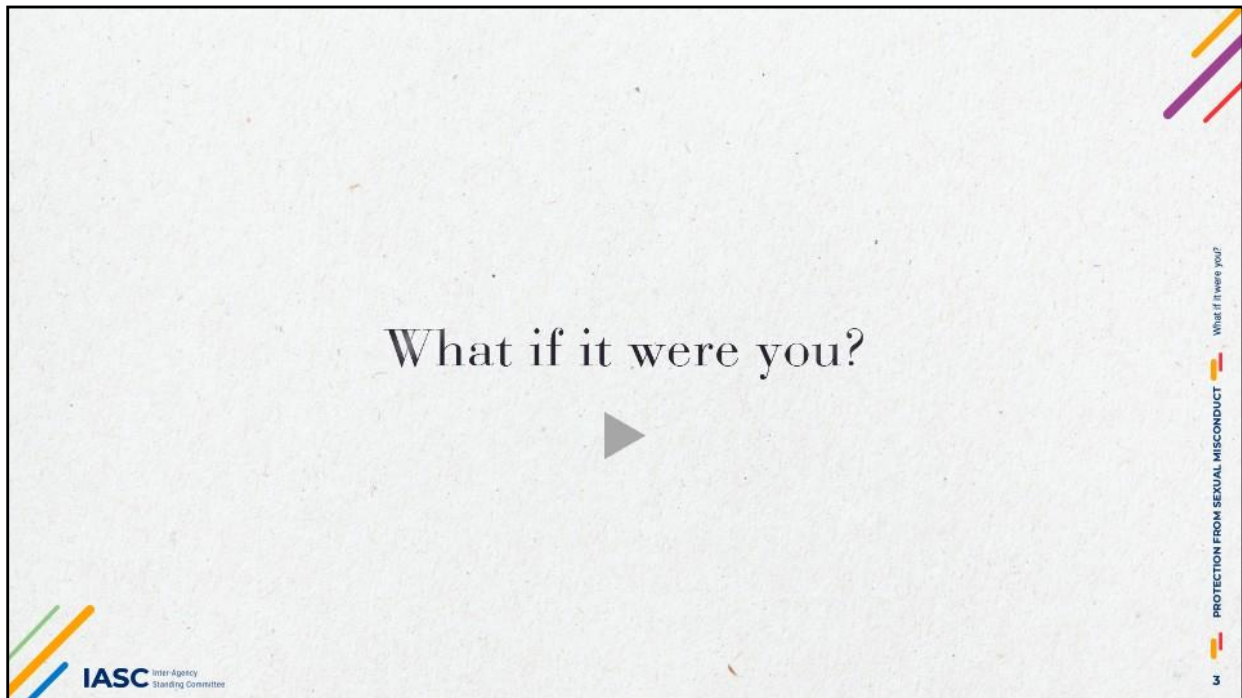 What if it were you?
What if it were you?
PROTECTION FROM SEXUAL MISCONDUCT
3
IASC Inter-Agency
Standing Committee